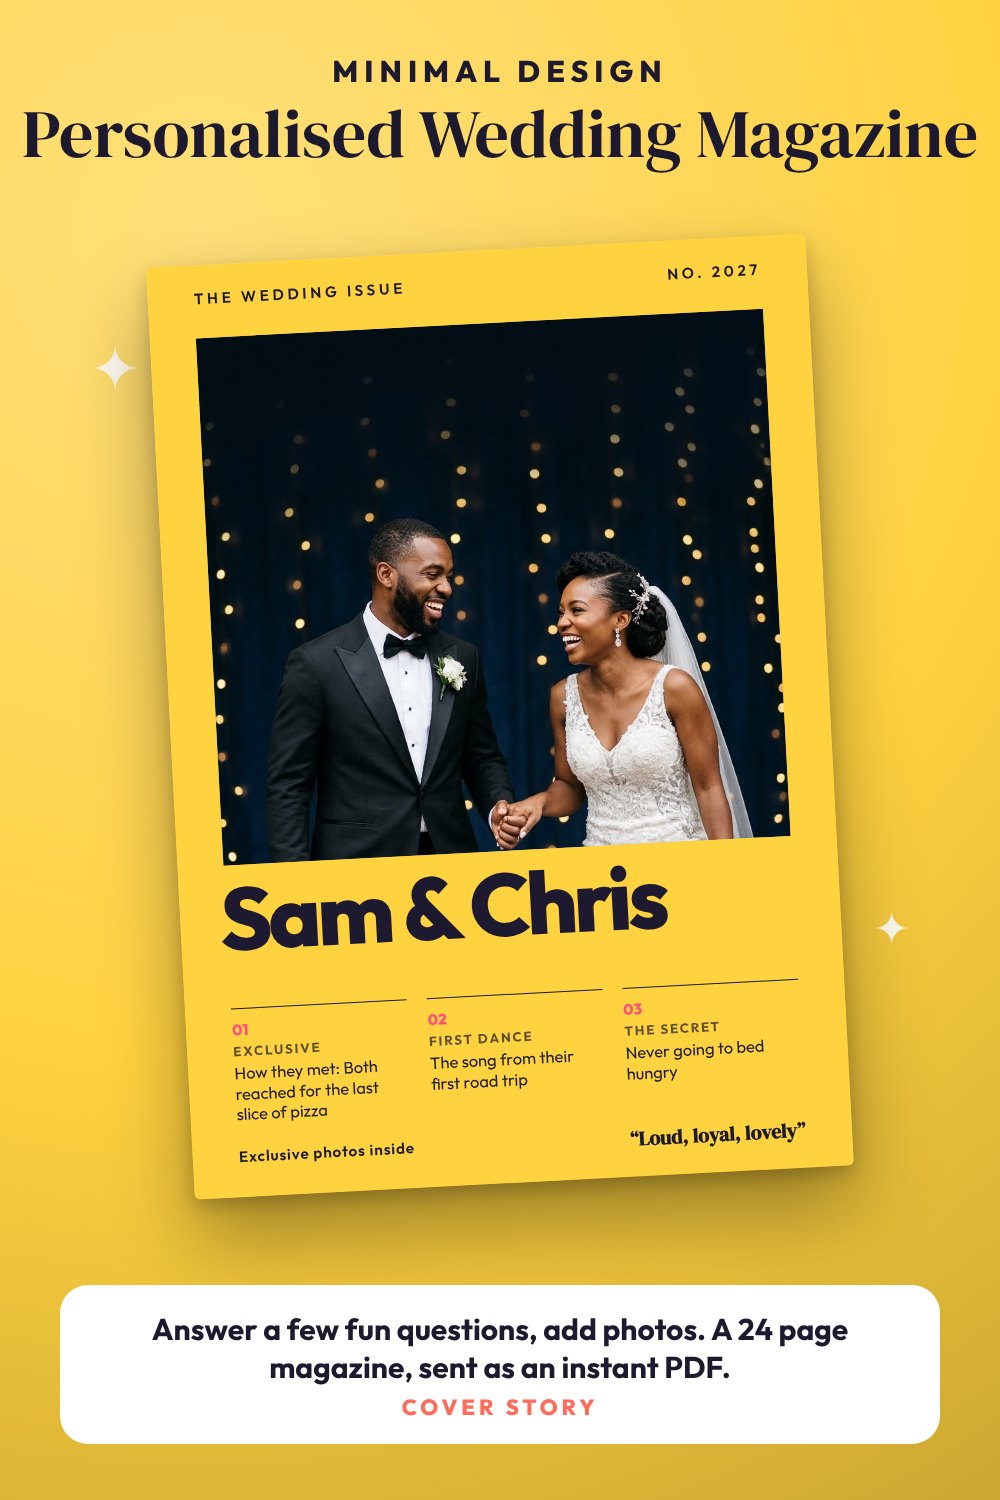 MINIMAL DESIGN
Personalised Wedding Magazine
THE WEDDING ISSUE
NO. 2027
Sam & Chris
01
EXCLUSIVE
How they met: Both
reached for the last
slice of pizza
02
FIRST DANCE
The song from their
first road trip
03
THE SECRET
Never going to bed
hungry
Exclusive photos inside
“Loud, loyal, lovely”
Answer a few fun questions, add photos. A 24 page
magazine, sent as an instant PDF.
COVER STORY